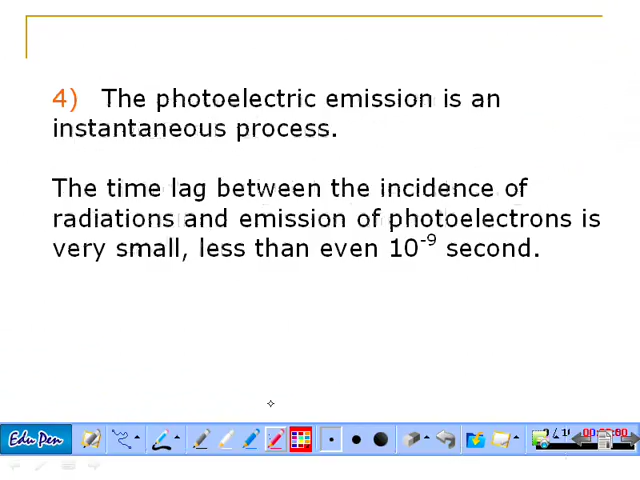 4) The photoelectric emission is an
instantaneous process.
The time lag between the incidence of
radiations and emission of photoelectrons is
very small, less than even 10⁻⁹ second.
Edu Pen